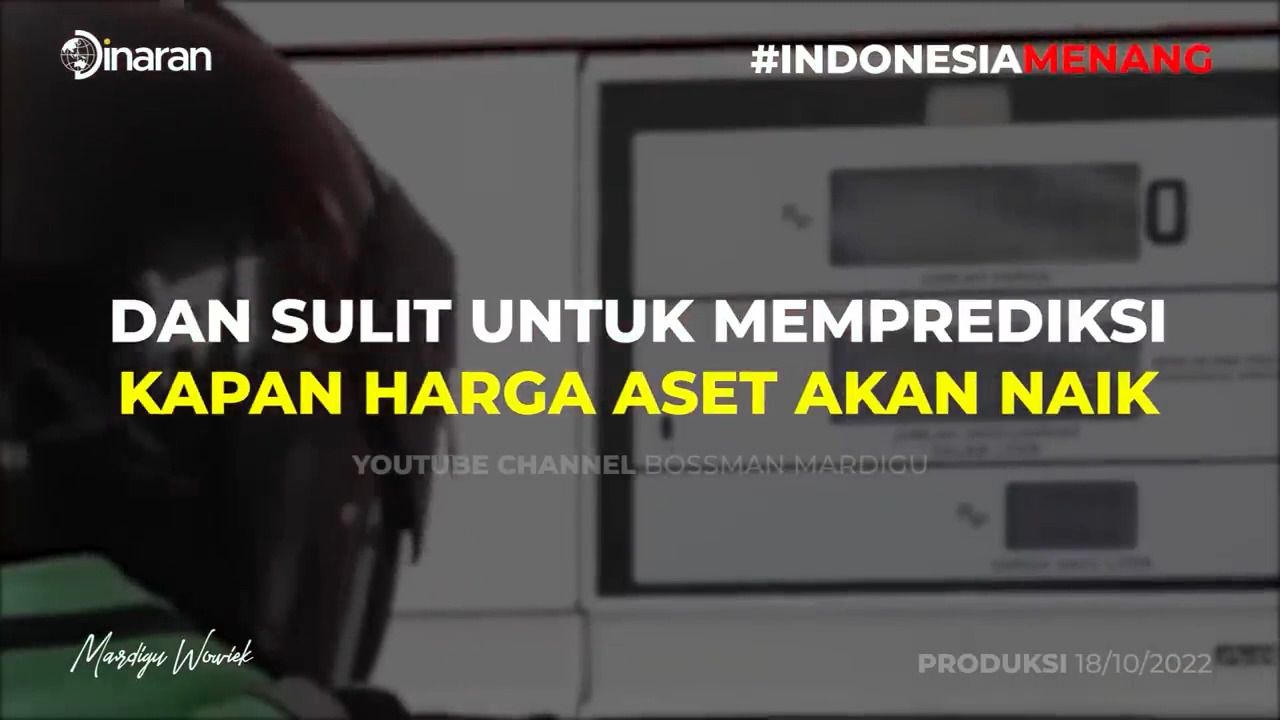 Dinaran
#INDONESIAMENANG
DAN SULIT UNTUK MEMPREDIKSI
KAPAN HARGA ASET AKAN NAIK
YOUTUBE CHANNEL BOSSMAN MARDIGU
Mardigu Wowiek
PRODUKSI 18/10/2022